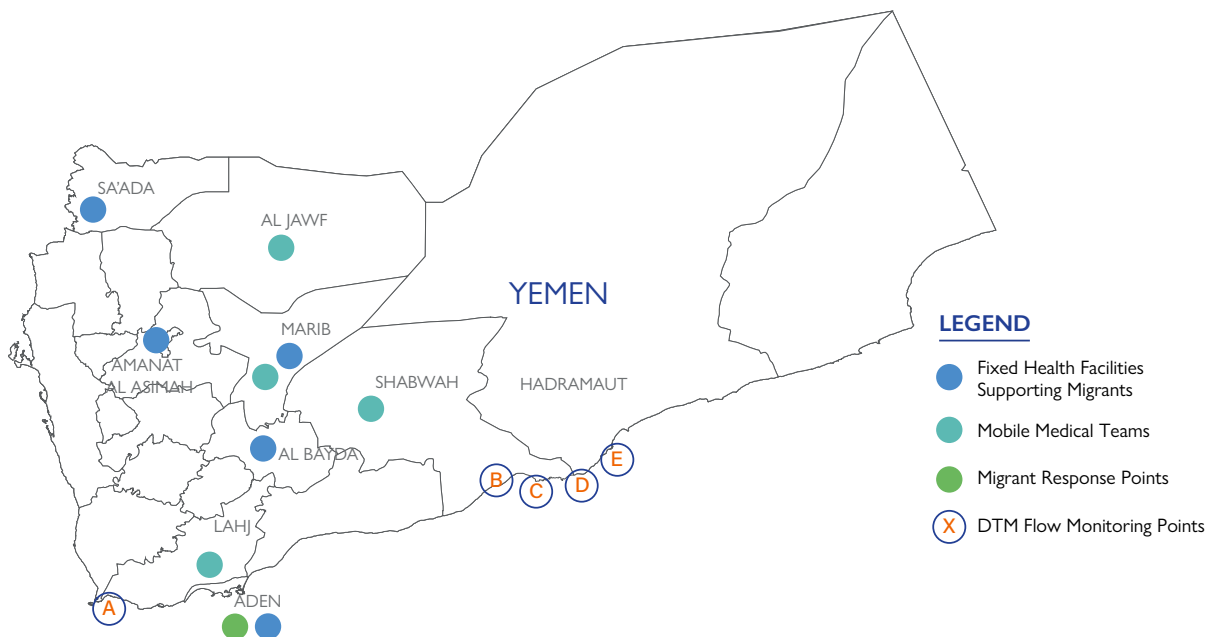 SA'ADA
AL JAWF
YEMEN
MARIB
AMANAT
AL ASIMAH
SHABWAH
HADRAMAUT
AL BAYDA
E
B
C
D
LAHJ
A
ADEN
LEGEND
Fixed Health Facilities
Supporting Migrants
Mobile Medical Teams
Migrant Response Points
X
DTM Flow Monitoring Points